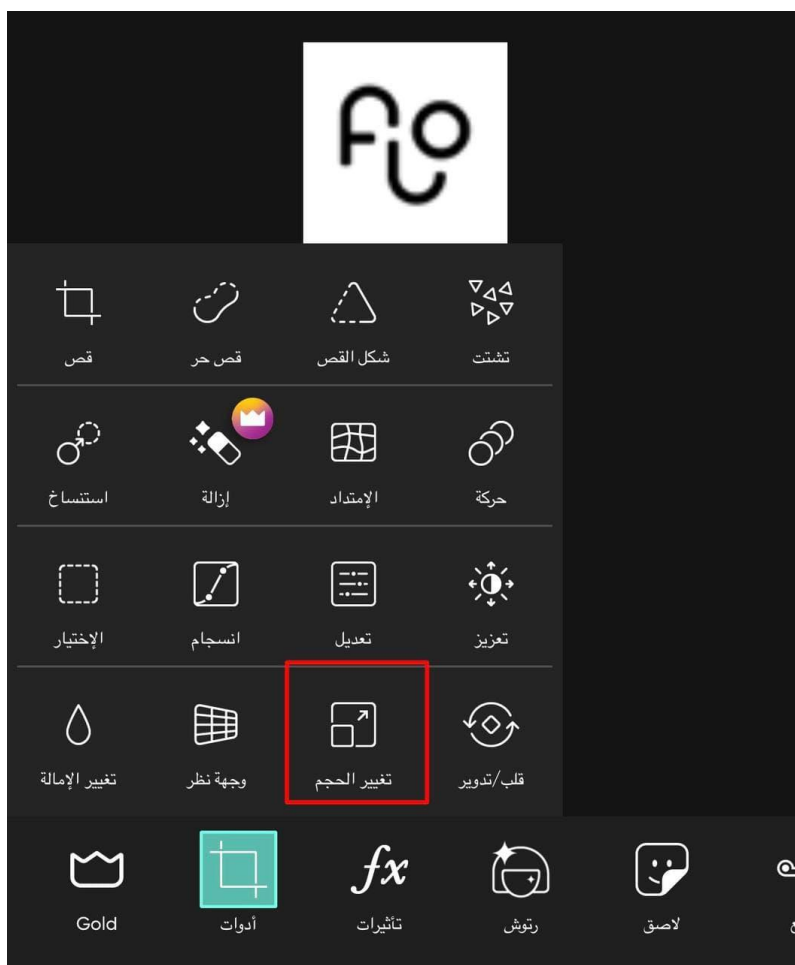 Flo
قص
قص حر
شكل القص
تشتت
استنساخ
إزالة
الإمتداد
حركة
الإختيار
انسجام
تعديل
تعزيز
تغيير الإمالة
وجهة نظر
تغيير الحجم
قلب/تدوير
Gold
أدوات
fx
تأثيرات
رتوش
لاصق